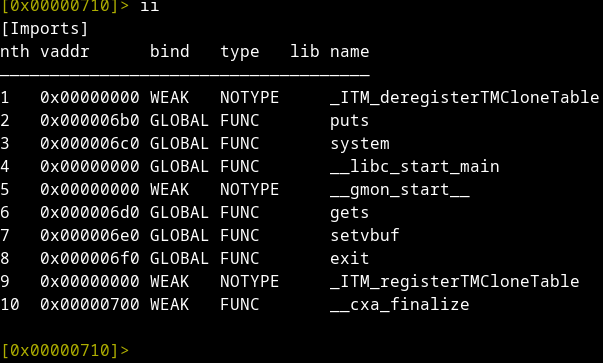 [0x00000710]> ii
[Imports]
nth vaddr      bind   type   lib name
―――――――――――――――――――――――――――――――――――――
1   0x00000000 WEAK   NOTYPE     _ITM_deregisterTMCloneTable
2   0x000006b0 GLOBAL FUNC       puts
3   0x000006c0 GLOBAL FUNC       system
4   0x00000000 GLOBAL FUNC       __libc_start_main
5   0x00000000 WEAK   NOTYPE     __gmon_start__
6   0x000006d0 GLOBAL FUNC       gets
7   0x000006e0 GLOBAL FUNC       setvbuf
8   0x000006f0 GLOBAL FUNC       exit
9   0x00000000 WEAK   NOTYPE     _ITM_registerTMCloneTable
10  0x00000700 WEAK   FUNC       __cxa_finalize
[0x00000710]>